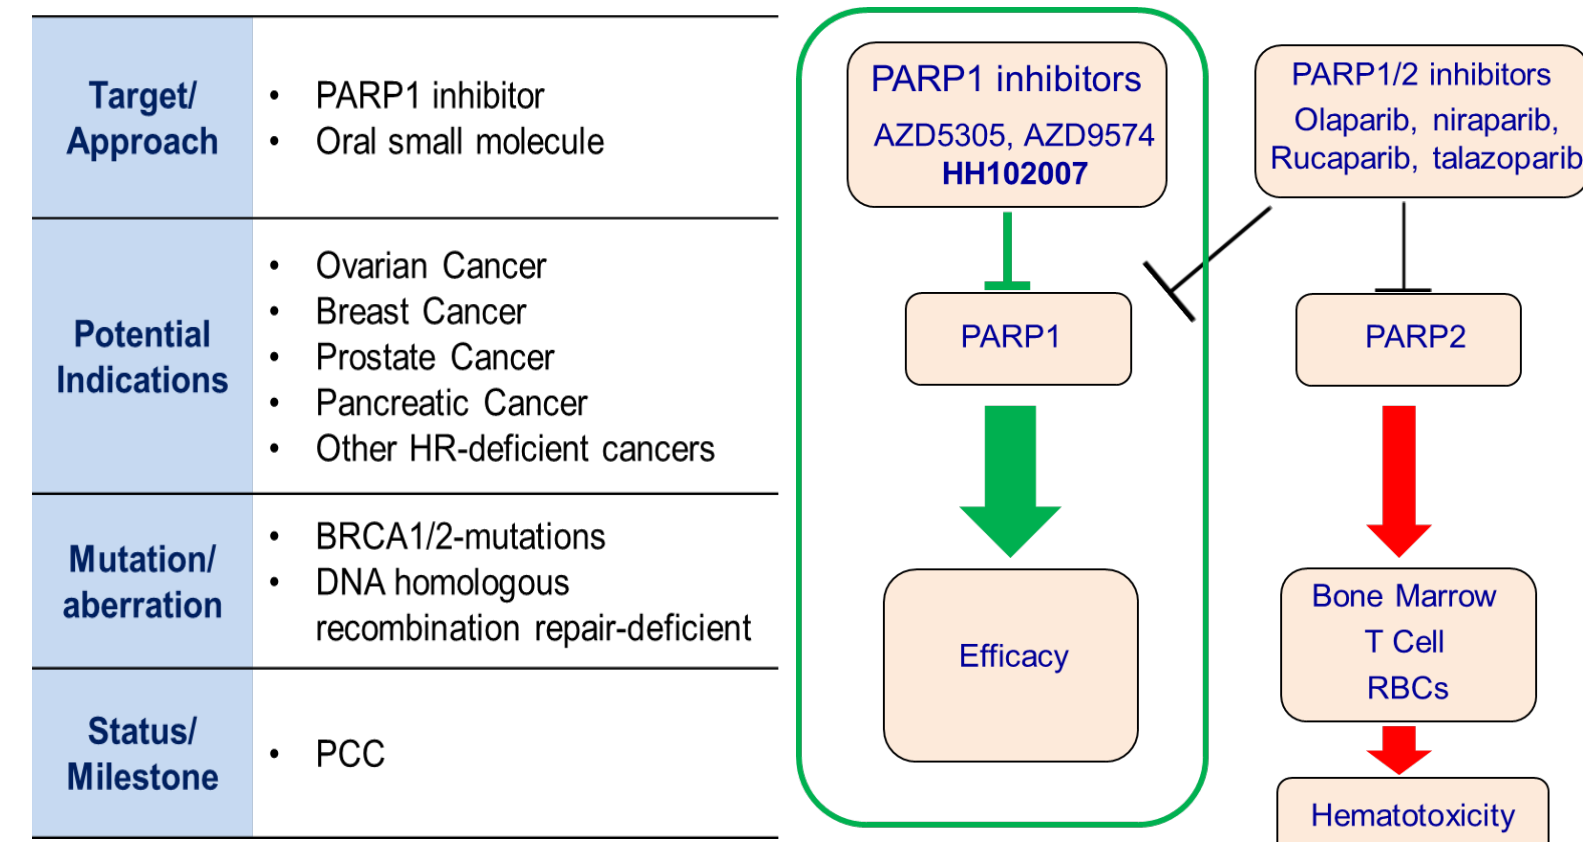 Target/
Approach
• PARP1 inhibitor
• Oral small molecule
Potential
Indications
• Ovarian Cancer
• Breast Cancer
• Prostate Cancer
• Pancreatic Cancer
• Other HR-deficient cancers
Mutation/
aberration
• BRCA1/2-mutations
• DNA homologous
recombination repair-deficient
Status/
Milestone
• PCC
PARP1 inhibitors
AZD5305, AZD9574
HH102007
PARP1
Efficacy
PARP1/2 inhibitors
Olaparib, niraparib,
Rucaparib, talazoparib
PARP2
Bone Marrow
T Cell
RBCs
Hematotoxicity